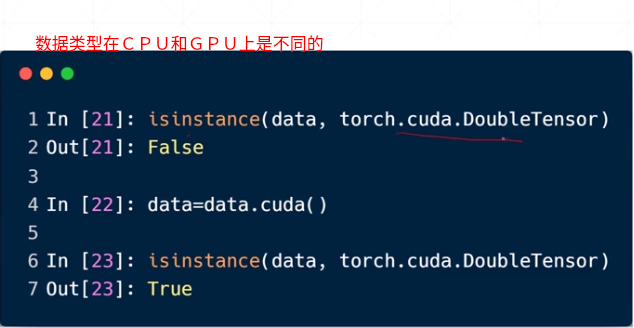 数据类型在ＣＰＵ和ＧＰＵ上是不同的
1 In [21]: isinstance(data, torch.cuda.DoubleTensor)
2 Out[21]: False
3
4 In [22]: data=data.cuda()
5
6 In [23]: isinstance(data, torch.cuda.DoubleTensor)
7 Out[23]: True